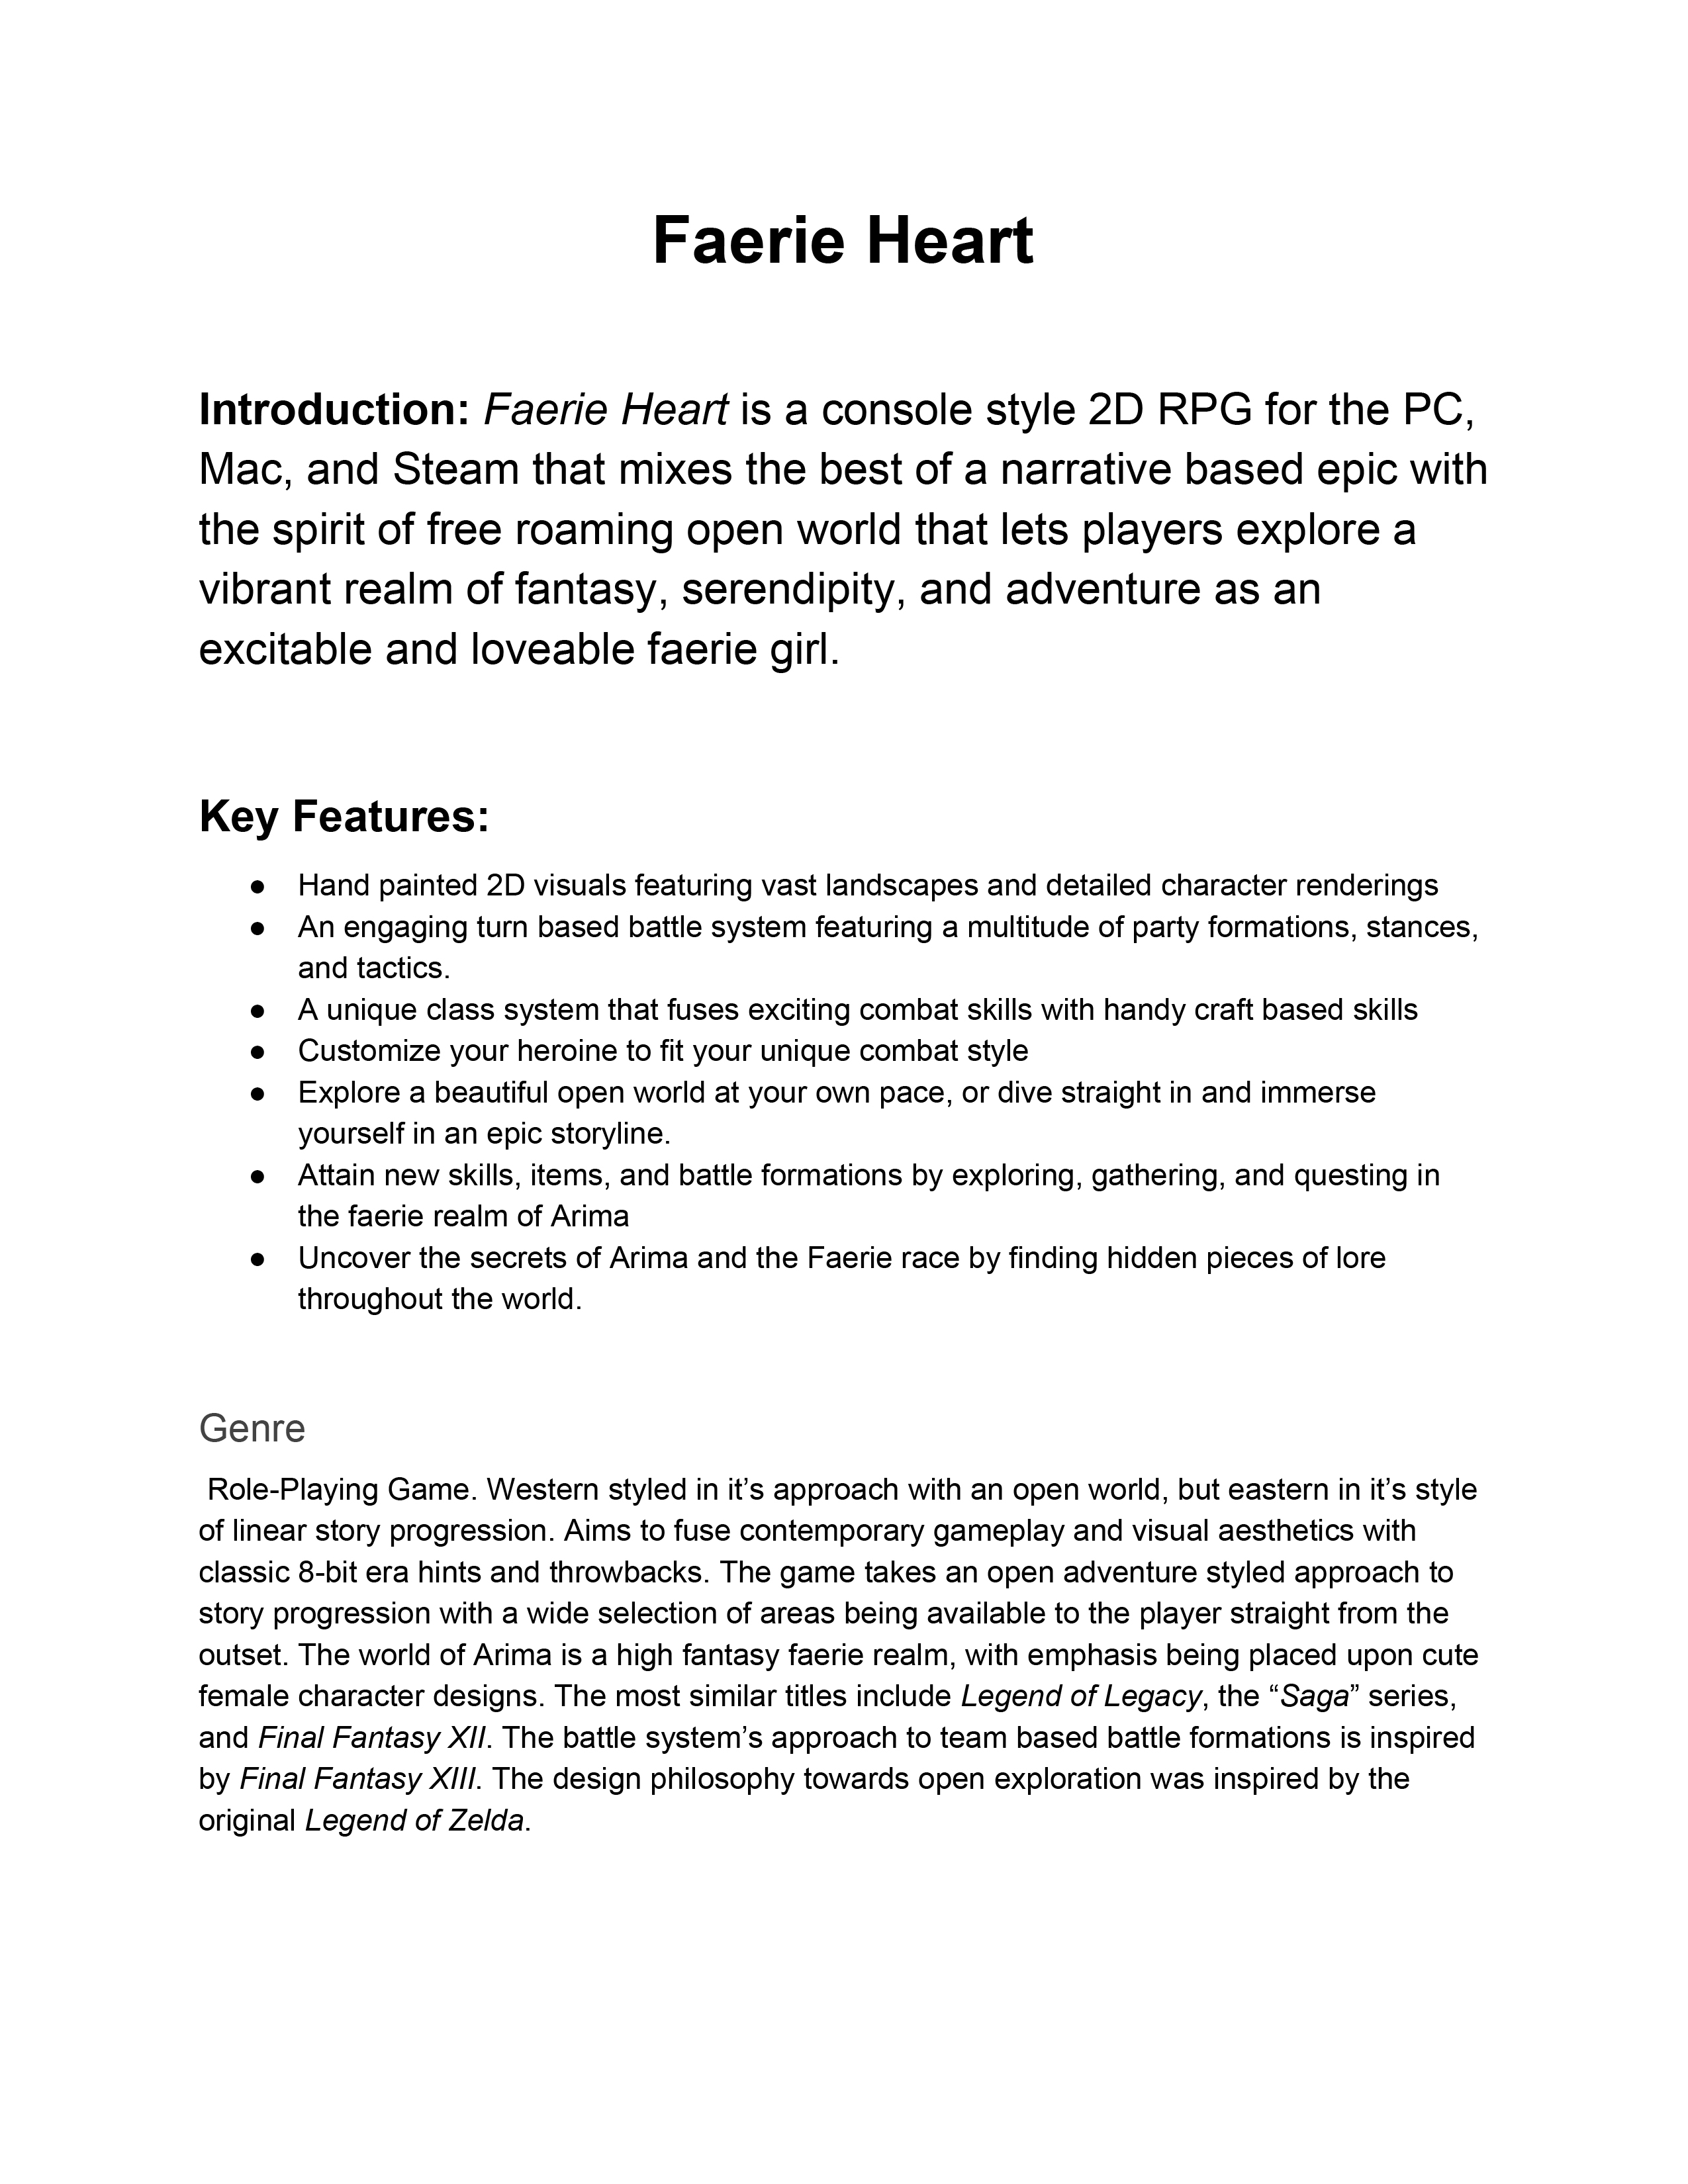 Faerie Heart
Introduction: Faerie Heart is a console style 2D RPG for the PC,
Mac, and Steam that mixes the best of a narrative based epic with
the spirit of free roaming open world that lets players explore a
vibrant realm of fantasy, serendipity, and adventure as an
excitable and loveable faerie girl.
Key Features:
● Hand painted 2D visuals featuring vast landscapes and detailed character renderings
● An engaging turn based battle system featuring a multitude of party formations, stances,
and tactics.
● A unique class system that fuses exciting combat skills with handy craft based skills
● Customize your heroine to fit your unique combat style
● Explore a beautiful open world at your own pace, or dive straight in and immerse
yourself in an epic storyline.
● Attain new skills, items, and battle formations by exploring, gathering, and questing in
the faerie realm of Arima
● Uncover the secrets of Arima and the Faerie race by finding hidden pieces of lore
throughout the world.
Genre
Role-Playing Game. Western styled in it’s approach with an open world, but eastern in it’s style
of linear story progression. Aims to fuse contemporary gameplay and visual aesthetics with
classic 8-bit era hints and throwbacks. The game takes an open adventure styled approach to
story progression with a wide selection of areas being available to the player straight from the
outset. The world of Arima is a high fantasy faerie realm, with emphasis being placed upon cute
female character designs. The most similar titles include Legend of Legacy, the “Saga” series,
and Final Fantasy XII. The battle system’s approach to team based battle formations is inspired
by Final Fantasy XIII. The design philosophy towards open exploration was inspired by the
original Legend of Zelda.